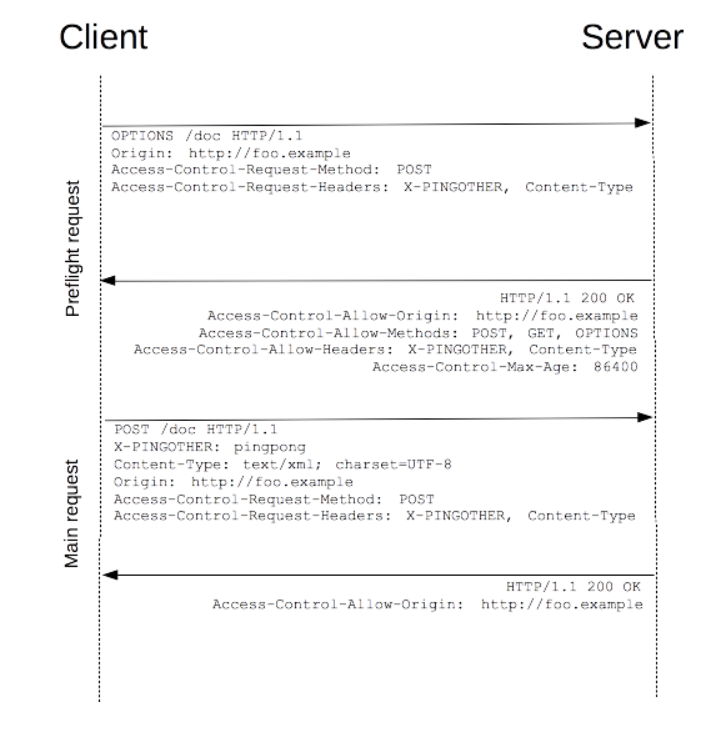 Client
Server
OPTIONS /doc HTTP/1.1
Origin: http://foo.example
Access-Control-Request-Method: POST
Access-Control-Request-Headers: X-PINGOTHER, Content-Type
Preflight request
HTTP/1.1 200 OK
Access-Control-Allow-Origin: http://foo.example
Access-Control-Allow-Methods: POST, GET, OPTIONS
Access-Control-Allow-Headers: X-PINGOTHER, Content-Type
Access-Control-Max-Age: 86400
POST /doc HTTP/1.1
X-PINGOTHER: pingpong
Content-Type: text/xml; charset=UTF-8
Origin: http://foo.example
Access-Control-Request-Method: POST
Access-Control-Request-Headers: X-PINGOTHER, Content-Type
Main request
HTTP/1.1 200 OK
Access-Control-Allow-Origin: http://foo.example